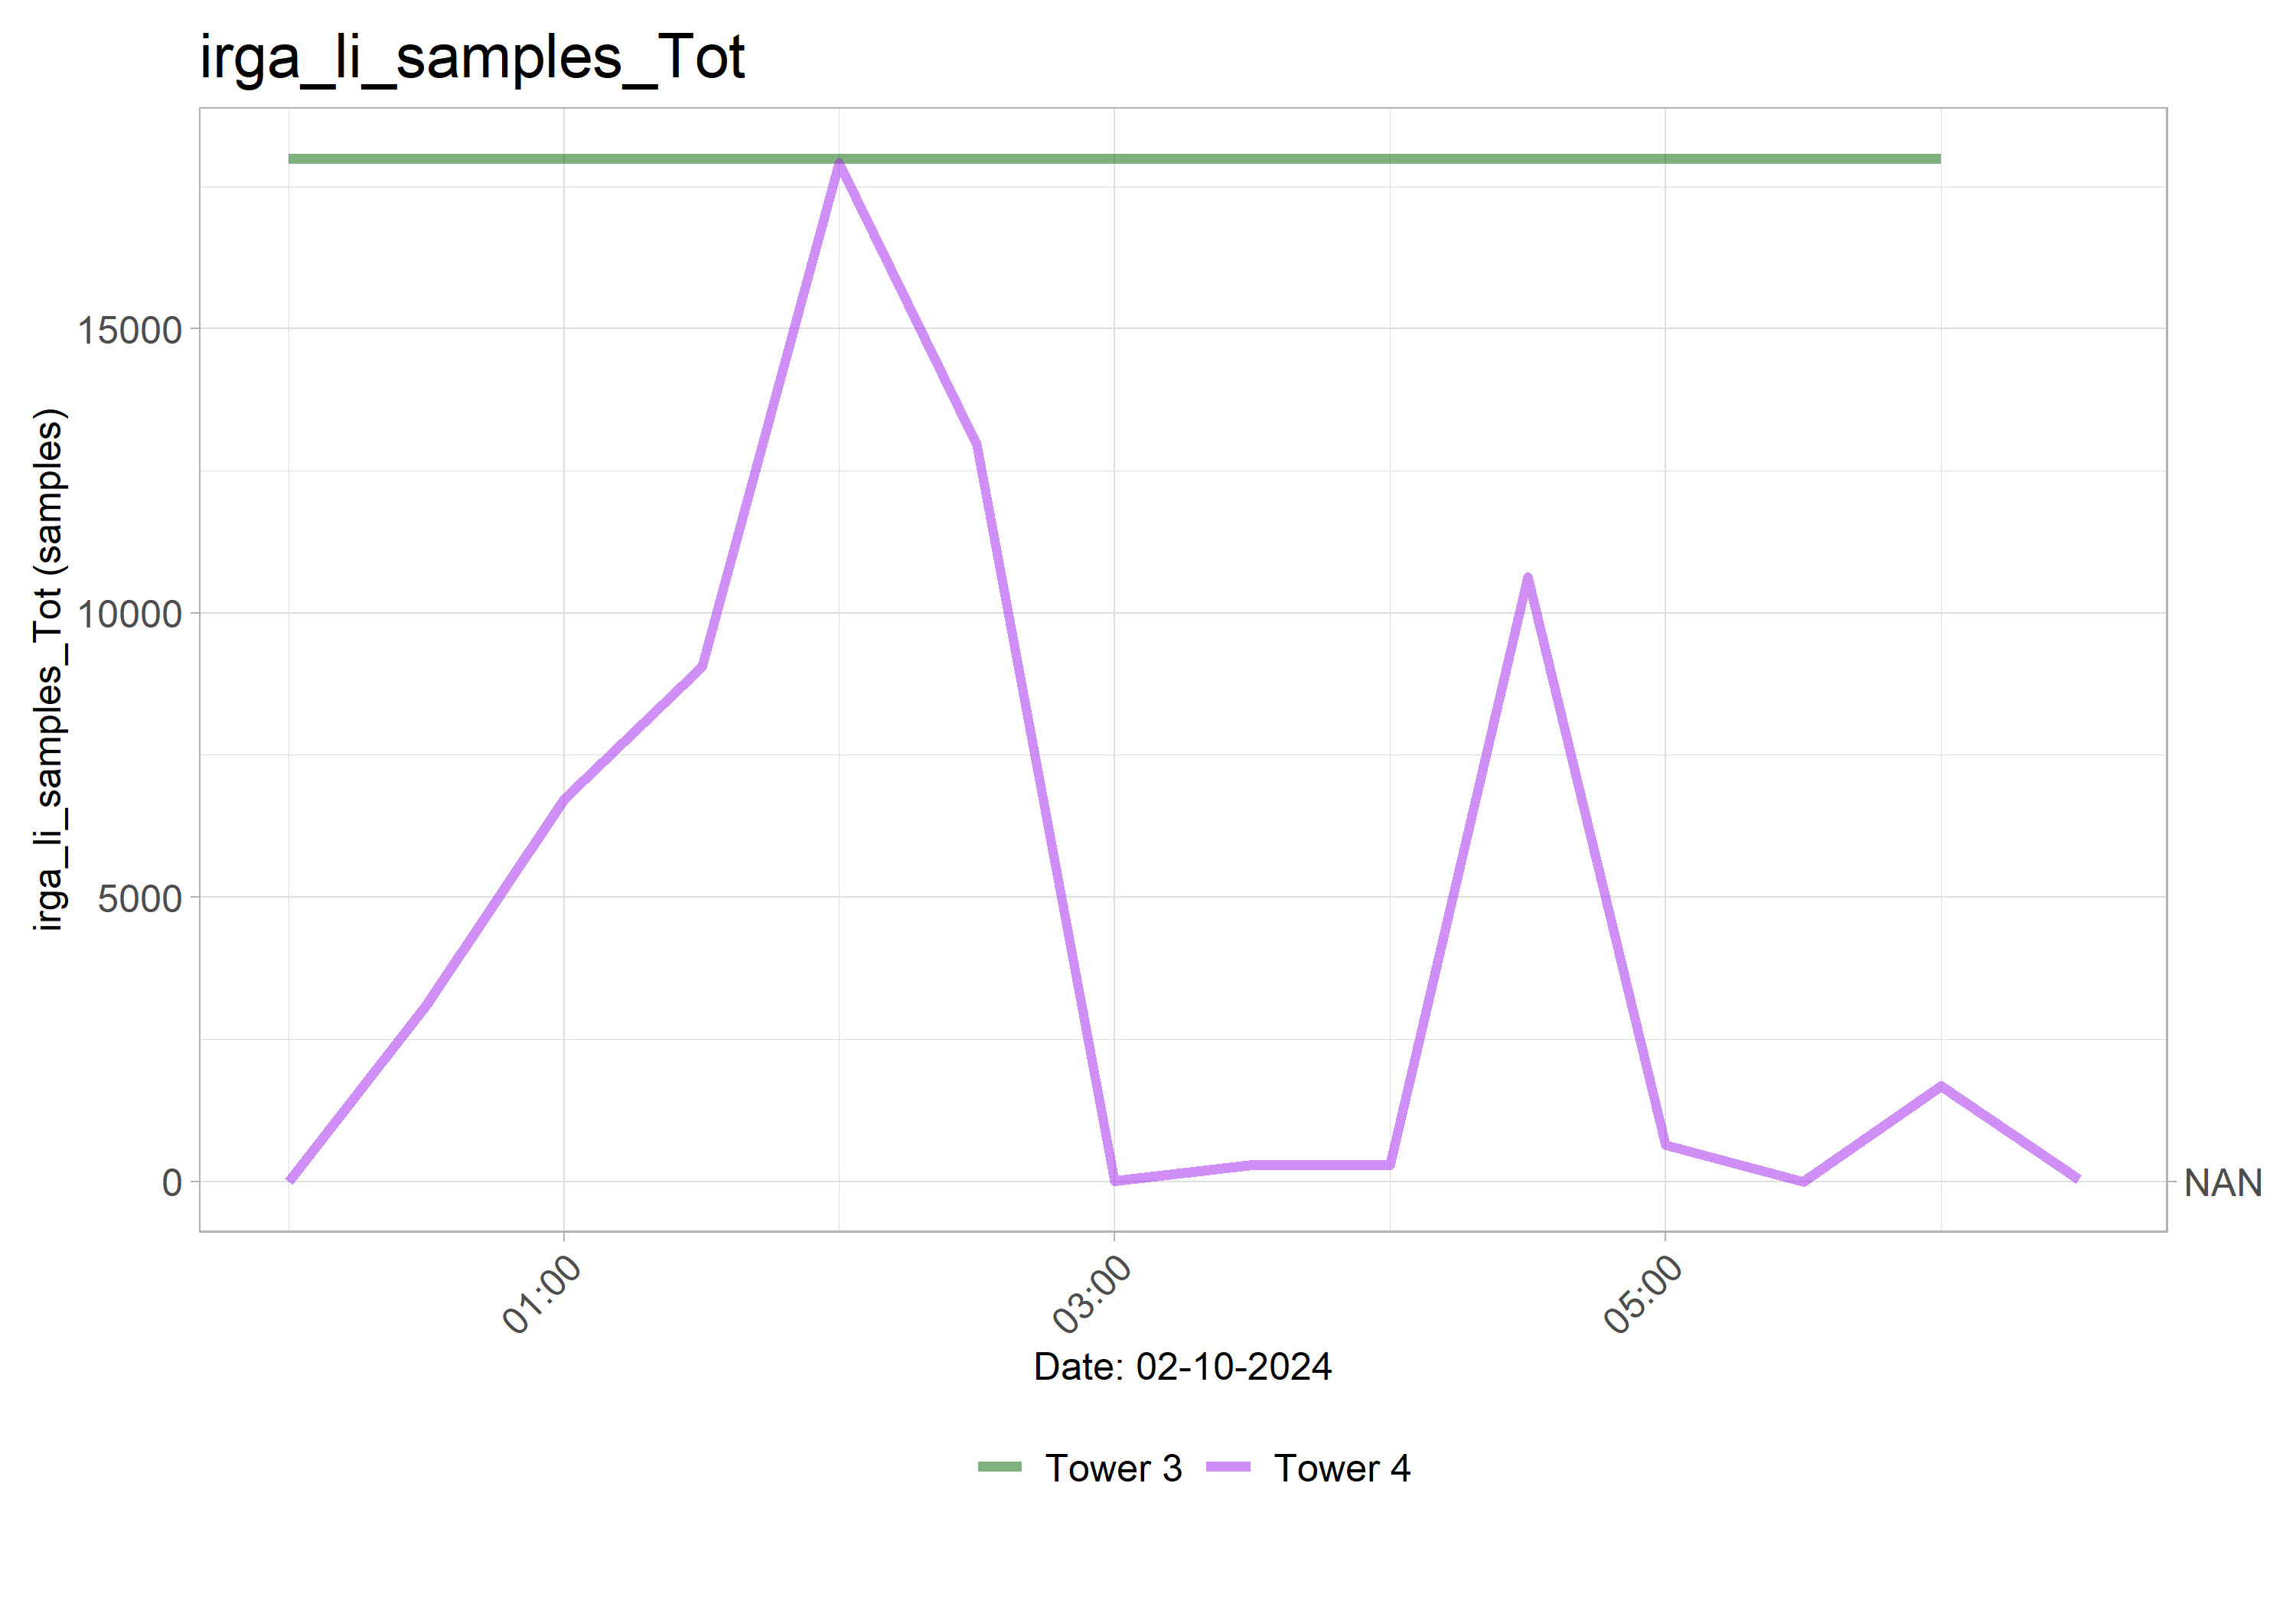 irga_li_samples_Tot
irga_li_samples_Tot (samples)
15000
10000
5000
0
NAN
01:00
03:00
05:00
Date: 02-10-2024
Tower 3
Tower 4